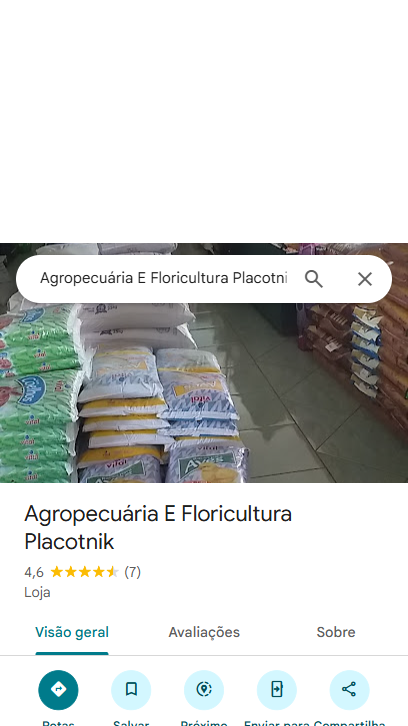 Agropecuária E Floricultura Placotni
Agropecuária E Floricultura
Placotnik
4,6 (7)
Loja
Visão geral Avaliações Sobre
Rotas Salvar Próximo Enviar para Compartilha